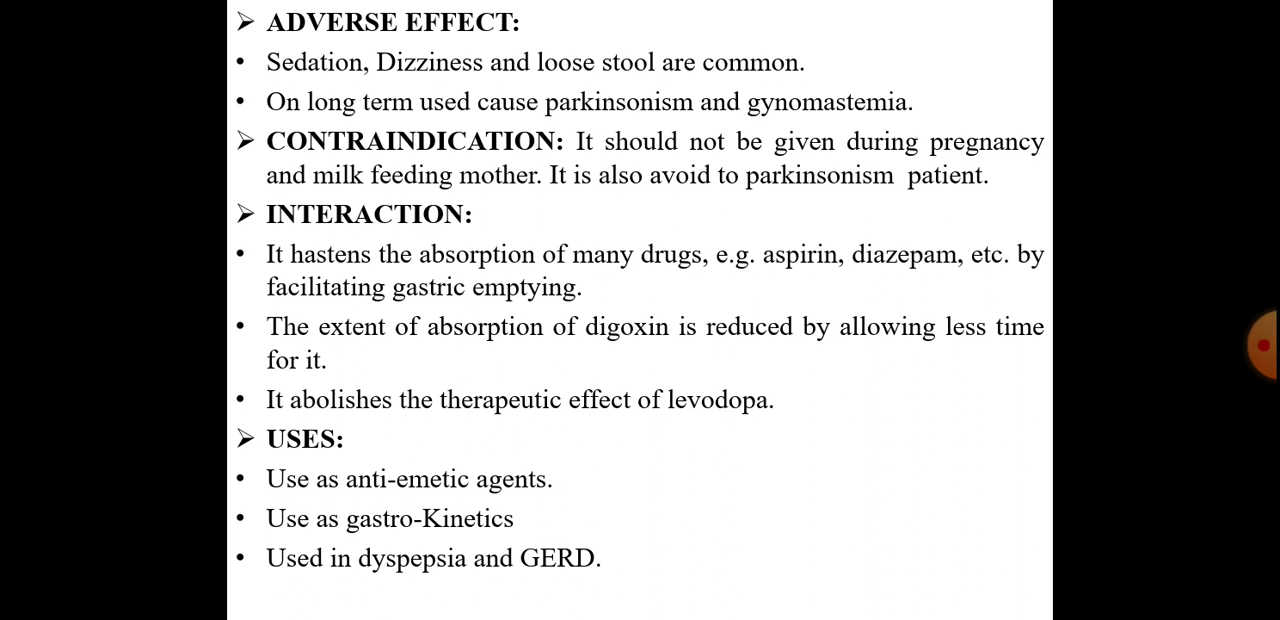 ➢ ADVERSE EFFECT:
• Sedation, Dizziness and loose stool are common.
• On long term used cause parkinsonism and gynomastemia.
➢ CONTRAINDICATION: It should not be given during pregnancy
and milk feeding mother. It is also avoid to parkinsonism patient.
➢ INTERACTION:
• It hastens the absorption of many drugs, e.g. aspirin, diazepam, etc. by
facilitating gastric emptying.
• The extent of absorption of digoxin is reduced by allowing less time
for it.
• It abolishes the therapeutic effect of levodopa.
➢ USES:
• Use as anti-emetic agents.
• Use as gastro-Kinetics
• Used in dyspepsia and GERD.